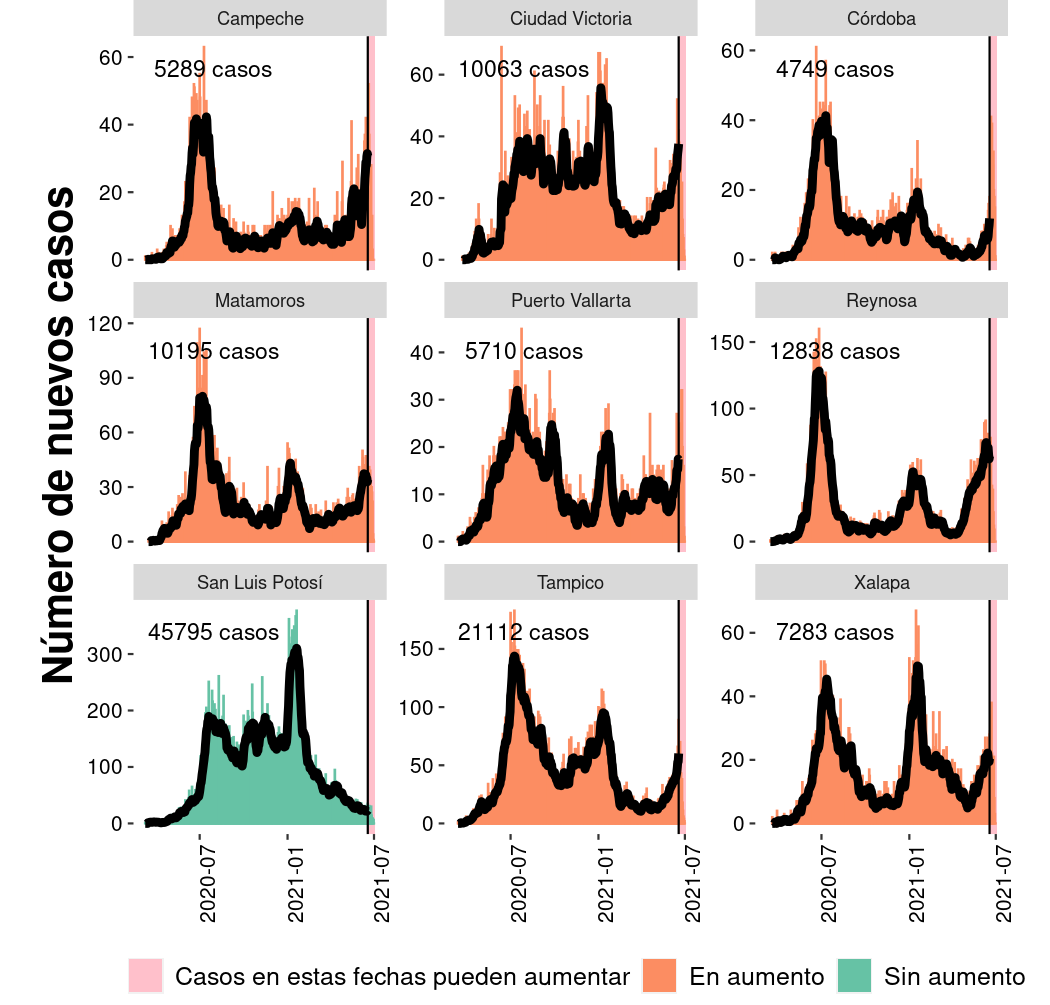 Número de nuevos casos
Campeche
Ciudad Victoria
Córdoba
5289 casos
10063 casos
4749 casos
60
40
20
0
60
40
20
0
60
40
20
0
Matamoros
Puerto Vallarta
Reynosa
10195 casos
5710 casos
12838 casos
120
90
60
30
0
40
30
20
10
0
150
100
50
0
San Luis Potosí
Tampico
Xalapa
45795 casos
21112 casos
7283 casos
300
200
100
0
150
100
50
0
60
40
20
0
2020-07
2021-01
2021-07
2020-07
2021-01
2021-07
2020-07
2021-01
2021-07
Casos en estas fechas pueden aumentar
En aumento
Sin aumento